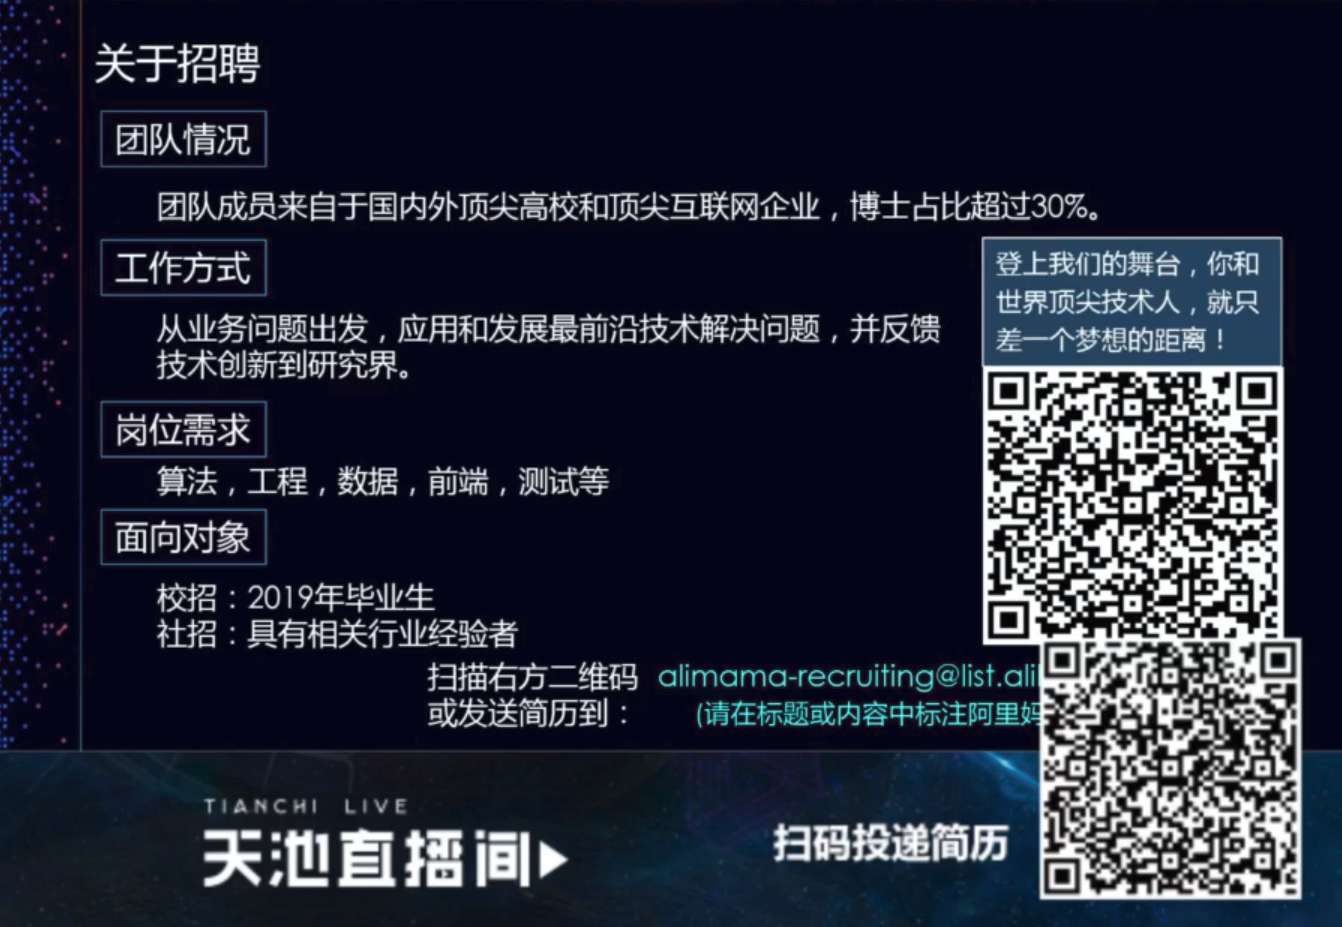 关于招聘
团队情况
团队成员来自于国内外顶尖高校和顶尖互联网企业，博士占比超过30%。
工作方式
从业务问题出发，应用和发展最前沿技术解决问题，并反馈
技术创新到研究界。
登上我们的舞台，你和
世界顶尖技术人，就只
差一个梦想的距离！
岗位需求
算法，工程，数据，前端，测试等
面向对象
校招：2019年毕业生
社招：具有相关行业经验者
扫描右方二维码 alimama-recruiting@list.ali
或发送简历到： (请在标题或内容中标注阿里妈
TIANCHI LIVE
天池直播间
扫码投递简历